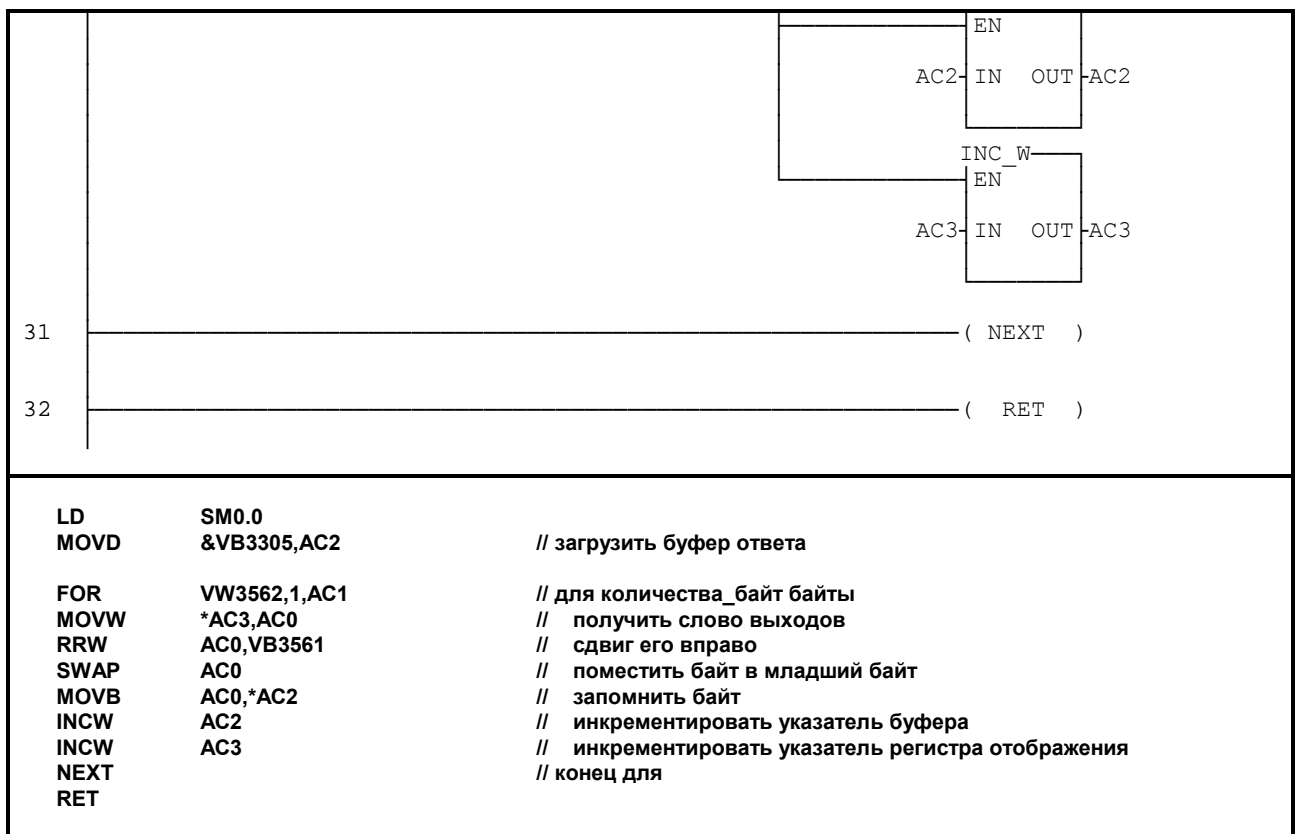 EN
AC2 IN OUT AC2
INC_W
EN
AC3 IN OUT AC3
31 ( NEXT )
32 ( RET )
LD SM0.0
MOVD &VB3305,AC2 // загрузить буфер ответа
FOR VW3562,1,AC1 // для количества_байт байты
MOVW *AC3,AC0 // получить слово выходов
RRW AC0,VB3561 // сдвиг его вправо
SWAP AC0 // поместить байт в младший байт
MOVB AC0,*AC2 // запомнить байт
INCW AC2 // инкрементировать указатель буфера
INCW AC3 // инкрементировать указатель регистра отображения
NEXT // конец для
RET